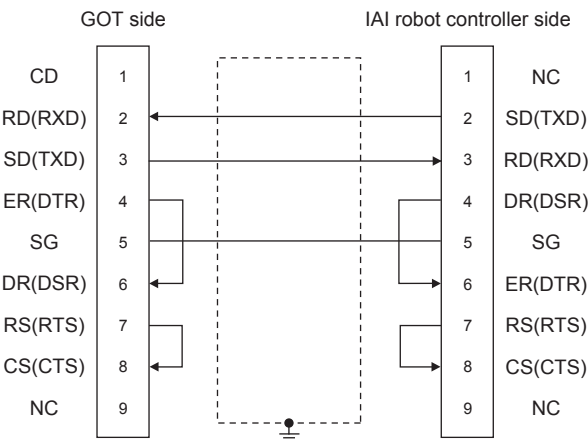 GOT side IAI robot controller side
CD 1 1 NC
RD(RXD) 2 2 SD(TXD)
SD(TXD) 3 3 RD(RXD)
ER(DTR) 4 4 DR(DSR)
SG 5 5 SG
DR(DSR) 6 6 ER(DTR)
RS(RTS) 7 7 RS(RTS)
CS(CTS) 8 8 CS(CTS)
NC 9 9 NC